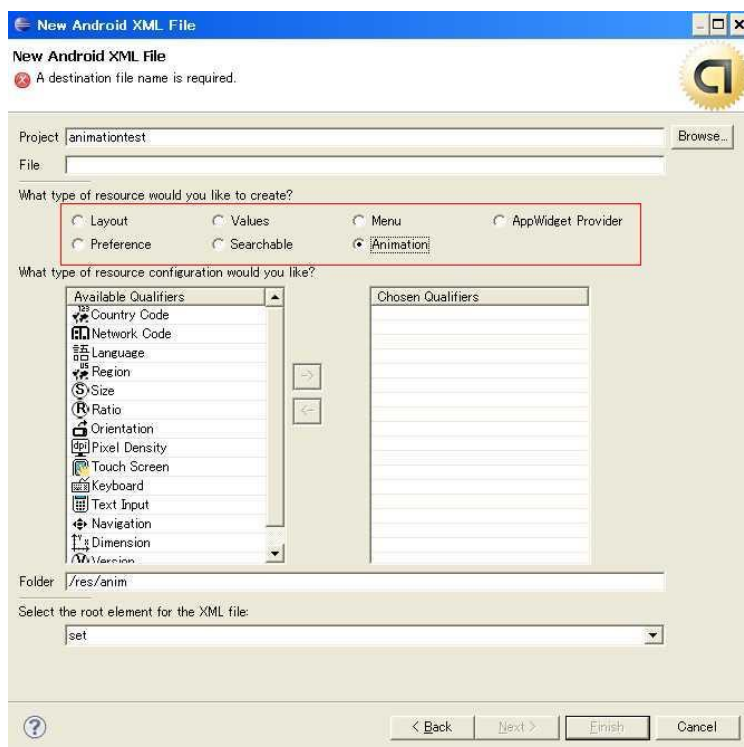 New Android XML File
New Android XML File
A destination file name is required.
Project animationtest Browse...
File
What type of resource would you like to create?
Layout Values Menu AppWidget Provider
Preference Searchable Animation
What type of resource configuration would you like?
Available Qualifiers Chosen Qualifiers
Country Code
Network Code
Language
Region
Size
Ratio
Orientation
dpi Pixel Density
Touch Screen
Keyboard
Text Input
Navigation
Dimension
Version
Folder /res/anim
Select the root element for the XML file:
set
< Back Next > Finish Cancel